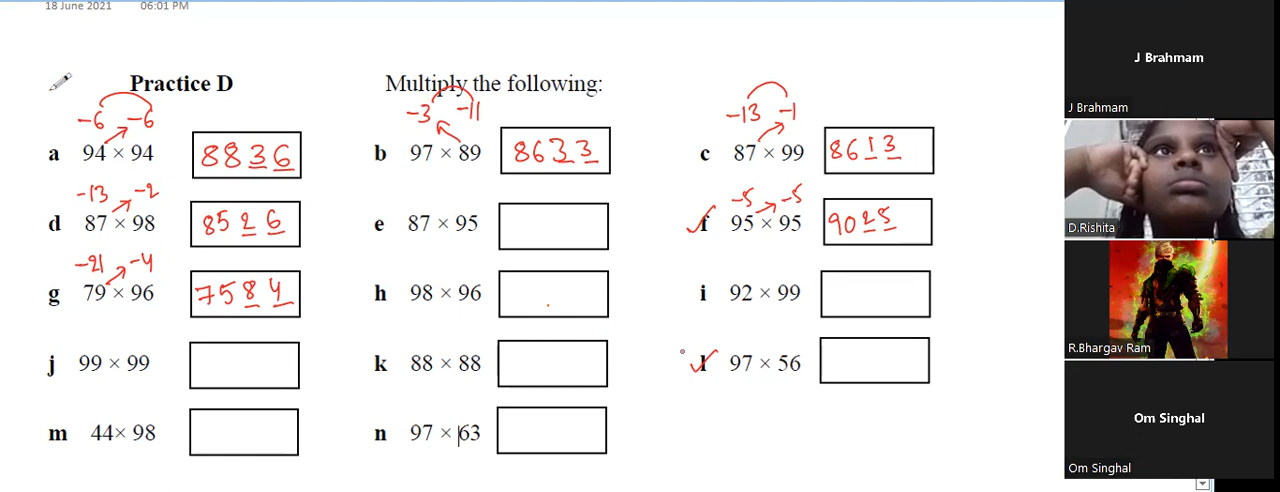 18 June 2021 06:01 PM
Practice D Multiply the following:
-6 -6 -3 -11 -13 -1
a 94 × 94 8836 b 97 × 89 8633 c 87 × 99 8613
-13 -2 -5 -5
d 87 × 98 8526 e 87 × 95 f 95 × 95 9025
-21 -4
g 79 × 96 7584 h 98 × 96 i 92 × 99
j 99 × 99 k 88 × 88 l 97 × 56
m 44× 98 n 97 × 63
J Brahmam
J Brahmam
D.Rishita
R.Bhargav Ram
Om Singhal
Om Singhal